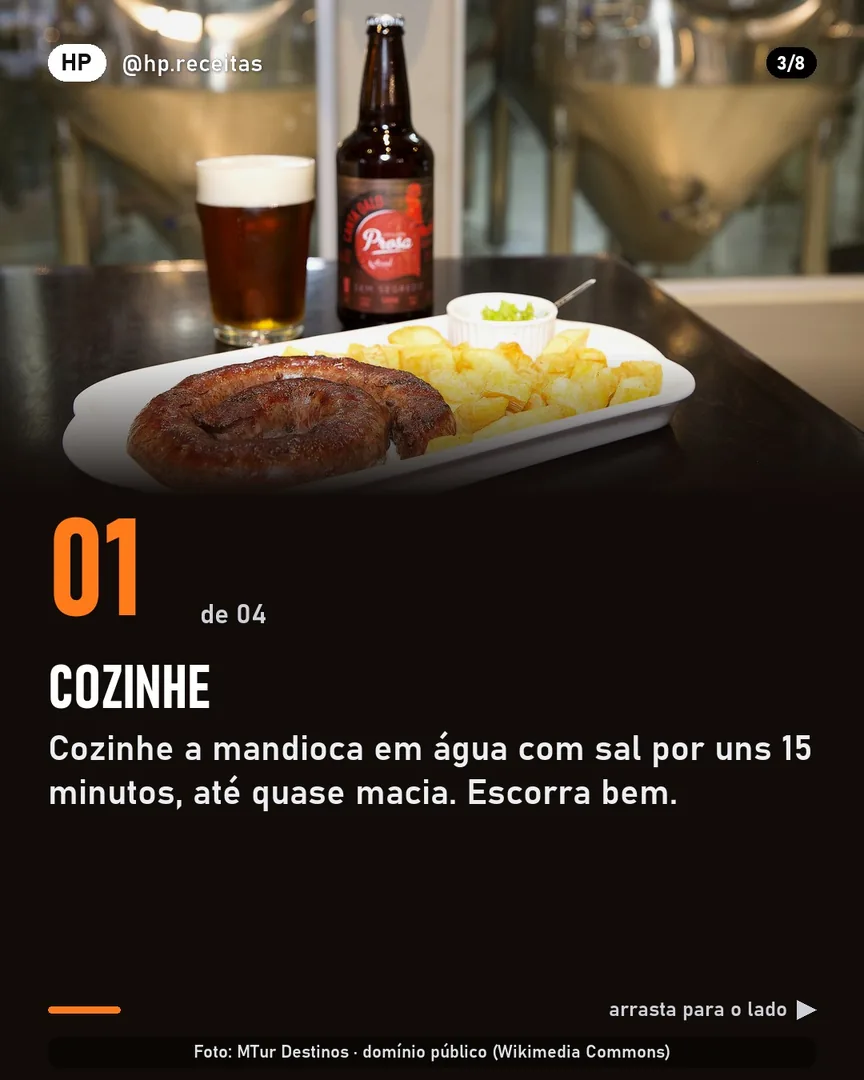 HP @hp.receitas
3/8
Prosa
01
de 04
COZINHE
Cozinhe a mandioca em água com sal por uns 15
minutos, até quase macia. Escorra bem.
arrasta para o lado ▶
Foto: MTur Destinos · domínio público (Wikimedia Commons)